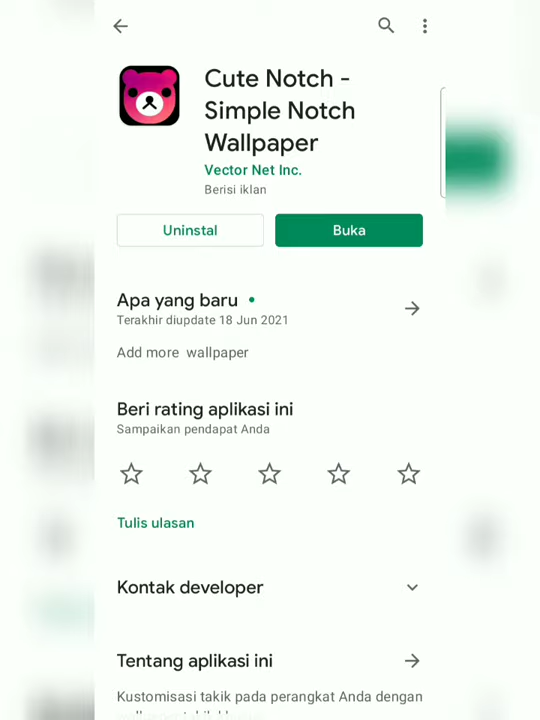 Cute Notch -
Simple Notch
Wallpaper
Vector Net Inc.
Berisi iklan
Uninstal
Buka
Apa yang baru
Terakhir diupdate 18 Jun 2021
Add more wallpaper
Beri rating aplikasi ini
Sampaikan pendapat Anda
Tulis ulasan
Kontak developer
Tentang aplikasi ini
Kustomisasi takik pada perangkat Anda dengan